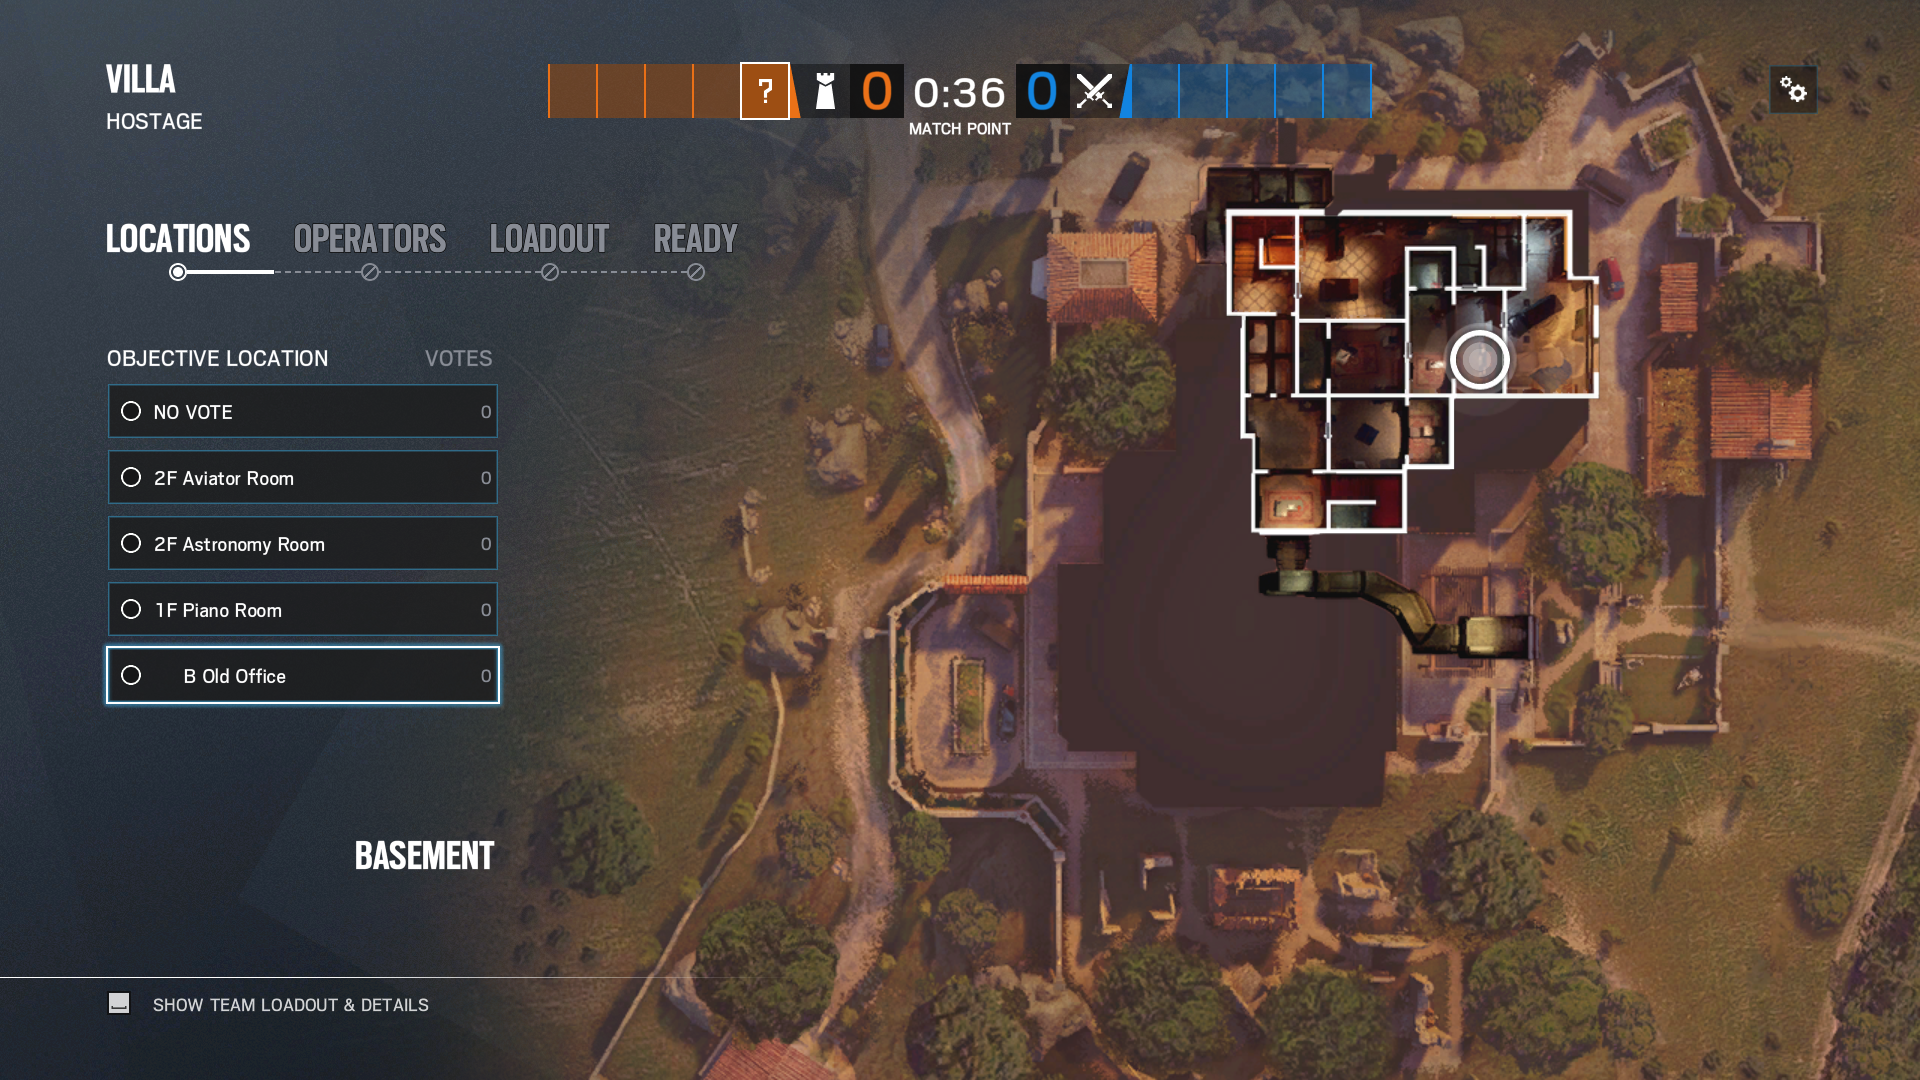 VILLA
HOSTAGE
? 0 0:36 0
MATCH POINT
LOCATIONS OPERATORS LOADOUT READY
OBJECTIVE LOCATION VOTES
NO VOTE 0
2F Aviator Room 0
2F Astronomy Room 0
1F Piano Room 0
B Old Office 0
BASEMENT
SHOW TEAM LOADOUT & DETAILS